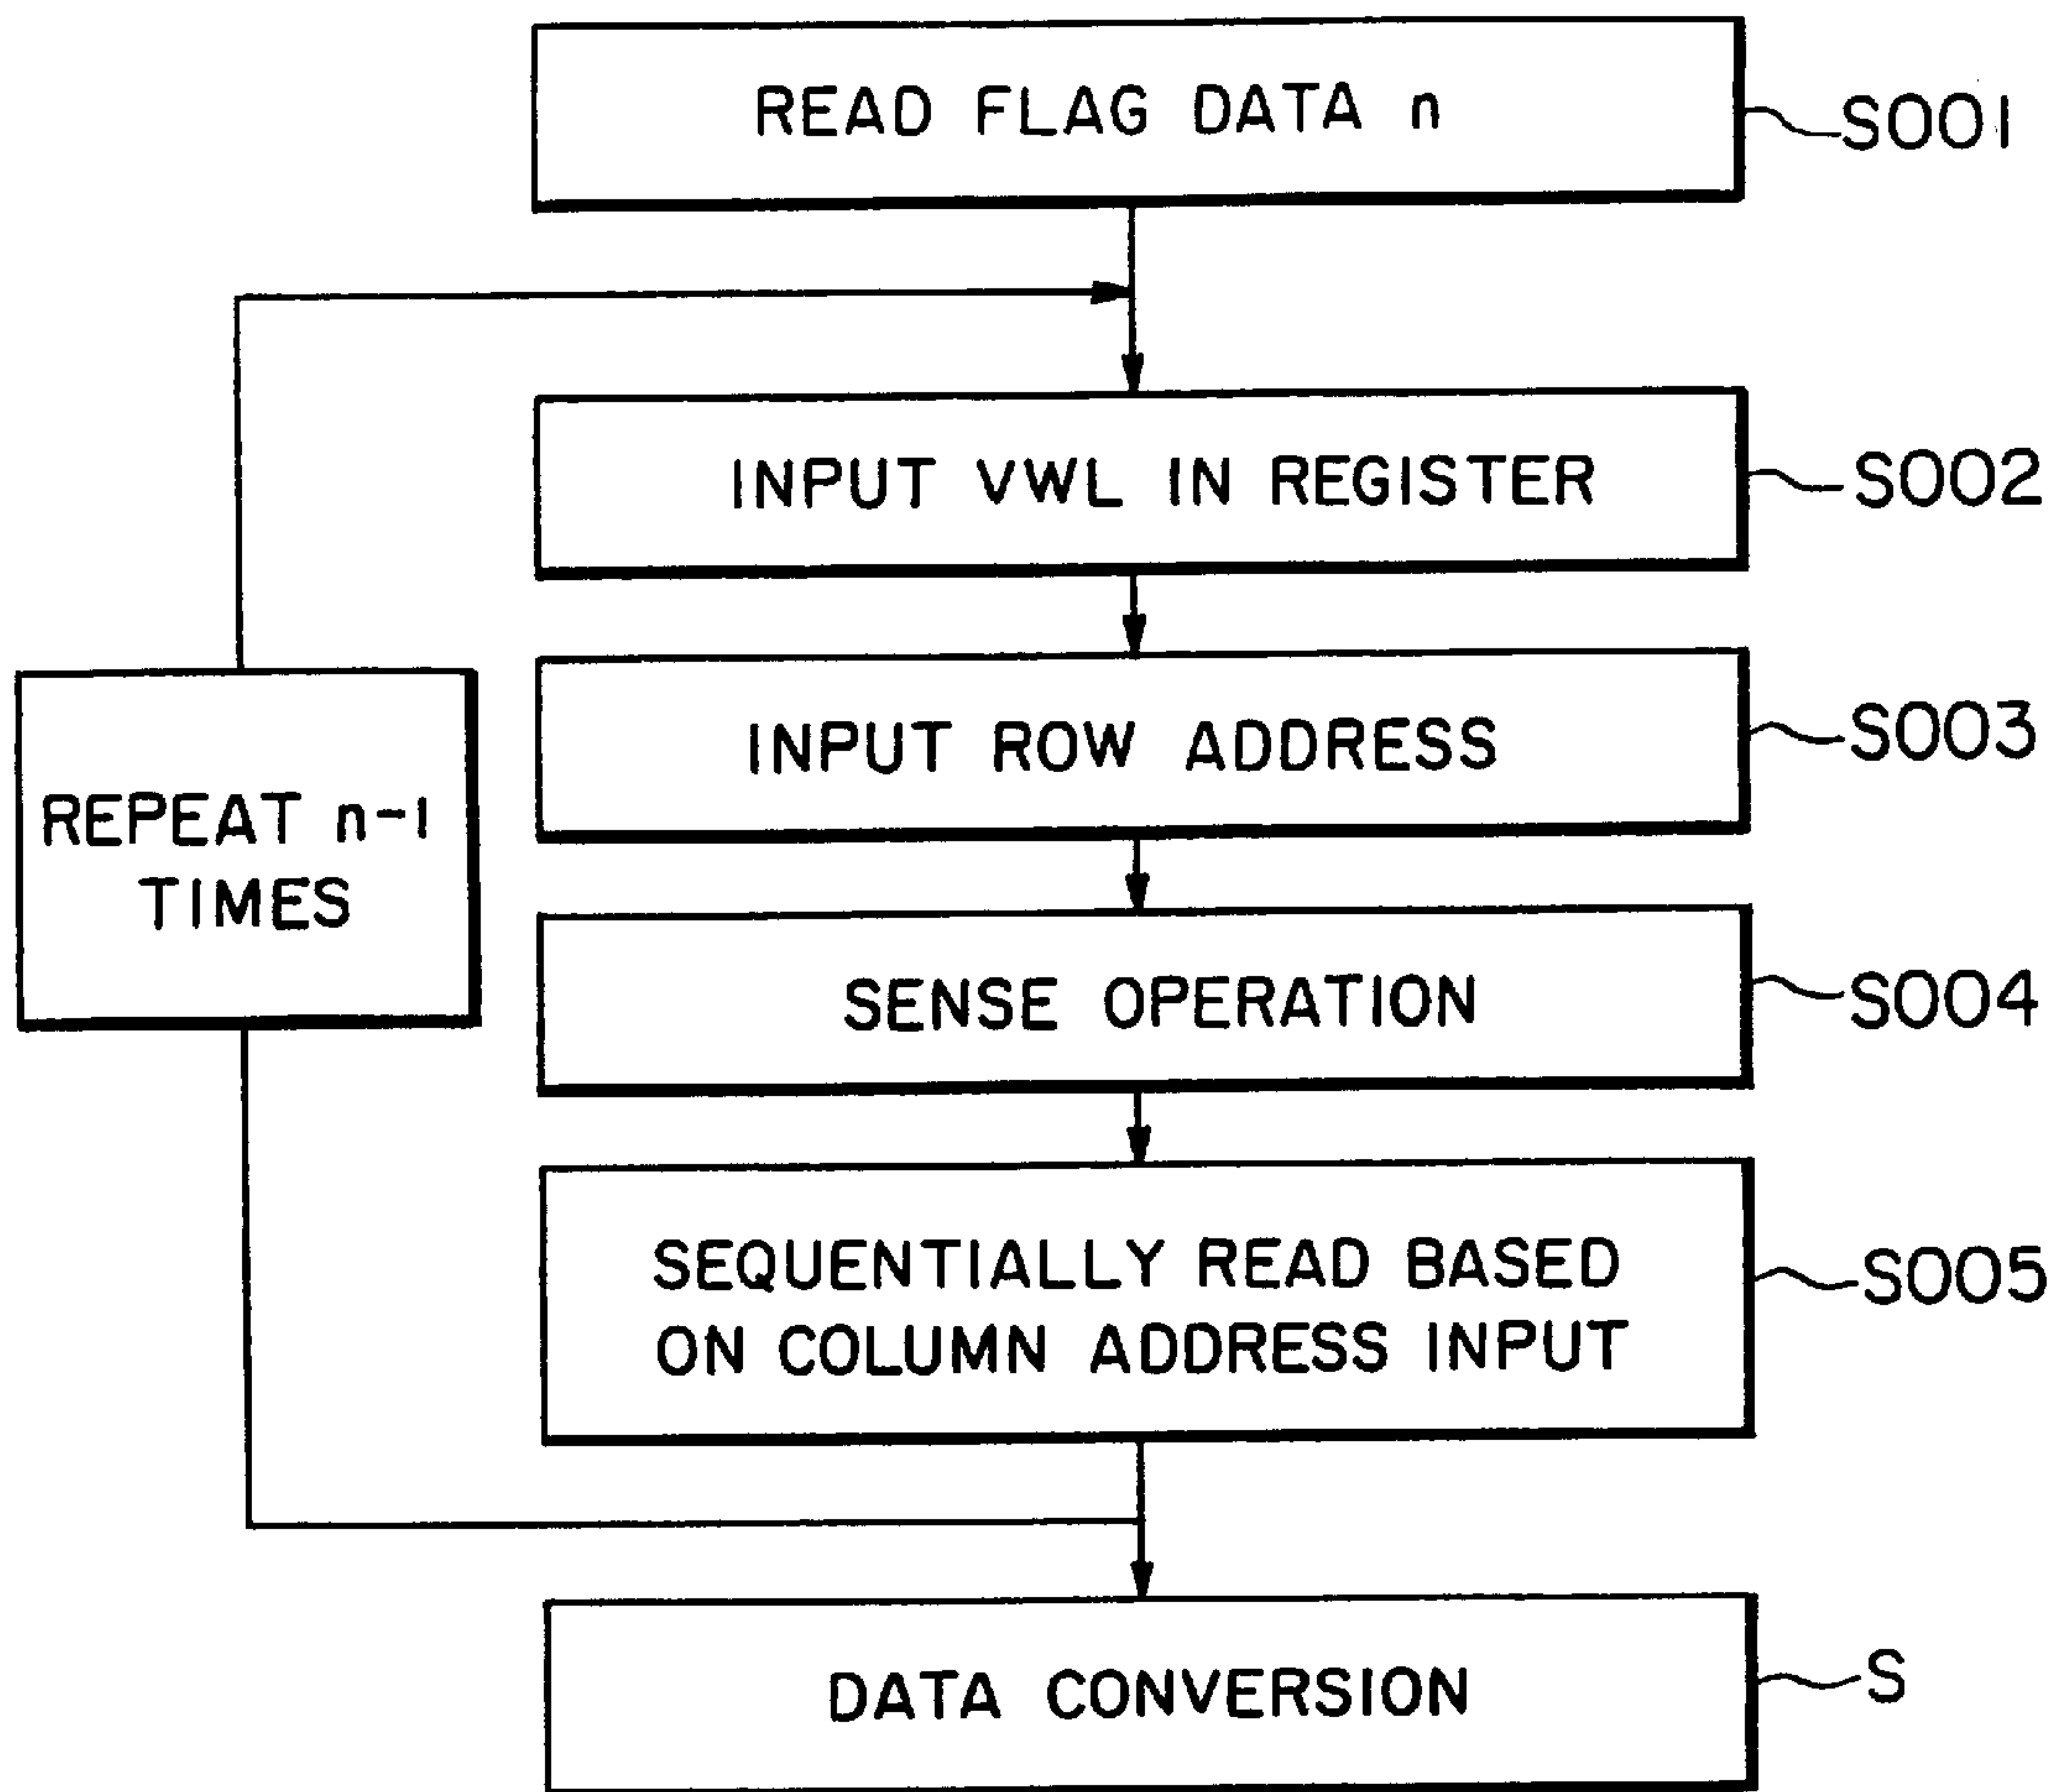 READ FLAG DATA n
S001
INPUT VWL IN REGISTER
S002
INPUT ROW ADDRESS
S003
REPEAT n-1
TIMES
SENSE OPERATION
S004
SEQUENTIALLY READ BASED
ON COLUMN ADDRESS INPUT
S005
DATA CONVERSION
S